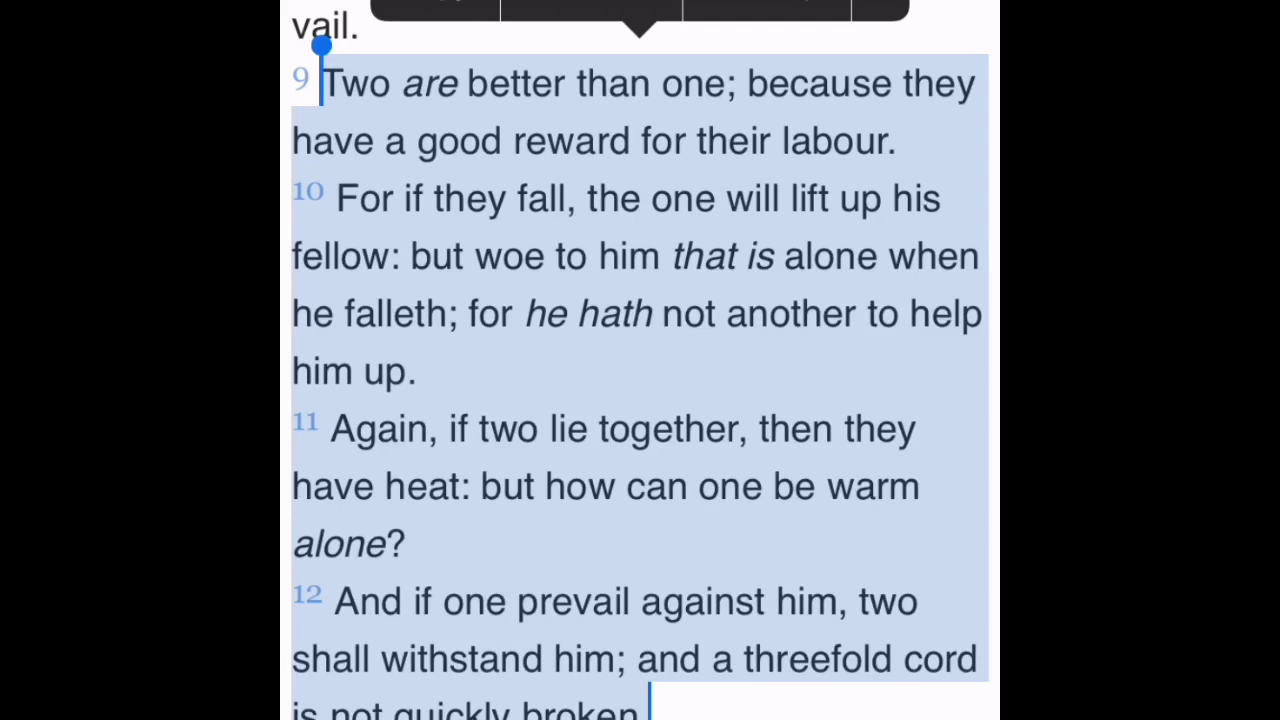 vail.
9 Two are better than one; because they
have a good reward for their labour.
10 For if they fall, the one will lift up his
fellow: but woe to him that is alone when
he falleth; for he hath not another to help
him up.
11 Again, if two lie together, then they
have heat: but how can one be warm
alone?
12 And if one prevail against him, two
shall withstand him; and a threefold cord
is not quickly broken.